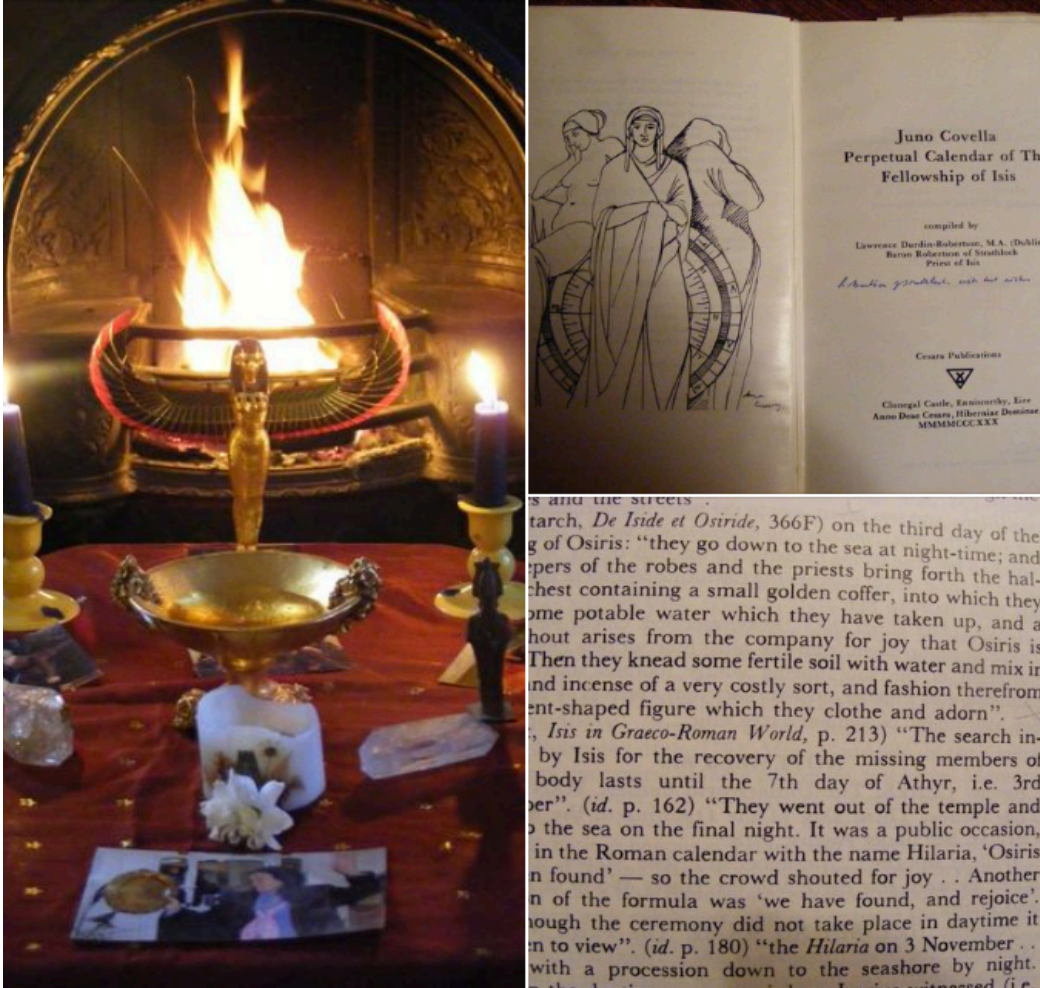 Juno Covella
Perpetual Calendar of Th
Fellowship of Isis
compiled by
Lawrence Durdin-Robertson, M.A. (Dublin
Baron Robertson of Strathloch
Priest of Isis
with best wishes
Cesara Publications
Clonegal Castle, Enniscorthy, Eire
Anno Deae Cesara, Hiberniae Dominae
MMMMCCCXXX
s and the streets".
tarch, De Iside et Osiride, 366F) on the third day of the
g of Osiris: "they go down to the sea at night-time; and
epers of the robes and the priests bring forth the hal-
chest containing a small golden coffer, into which they
ome potable water which they have taken up, and a
hout arises from the company for joy that Osiris is
Then they knead some fertile soil with water and mix in
and incense of a very costly sort, and fashion therefrom
ent-shaped figure which they clothe and adorn".
, Isis in Graeco-Roman World, p. 213) "The search in-
by Isis for the recovery of the missing members of
body lasts until the 7th day of Athyr, i.e. 3rd
er". (id. p. 162) "They went out of the temple and
o the sea on the final night. It was a public occasion,
in the Roman calendar with the name Hilaria, 'Osiris
n found' — so the crowd shouted for joy . . Another
n of the formula was 'we have found, and rejoice'.
hough the ceremony did not take place in daytime it
en to view". (id. p. 180) "the Hilaria on 3 November . .
with a procession down to the seashore by night.